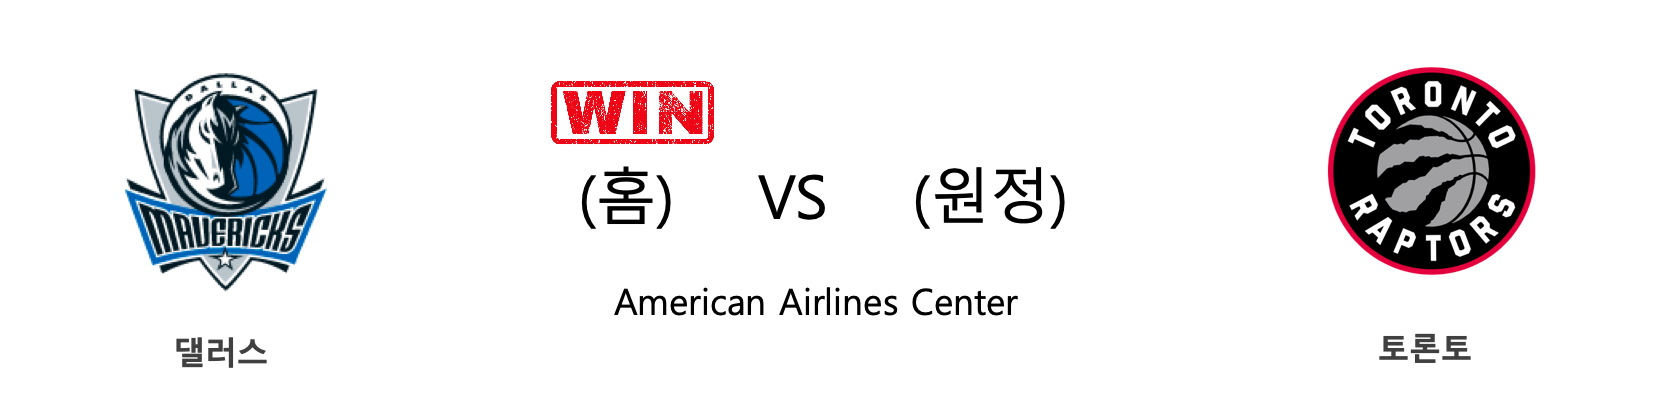 DALLAS
MAVERICKS
댈러스
WIN
(홈) VS (원정)
American Airlines Center
TORONTO
RAPTORS
토론토